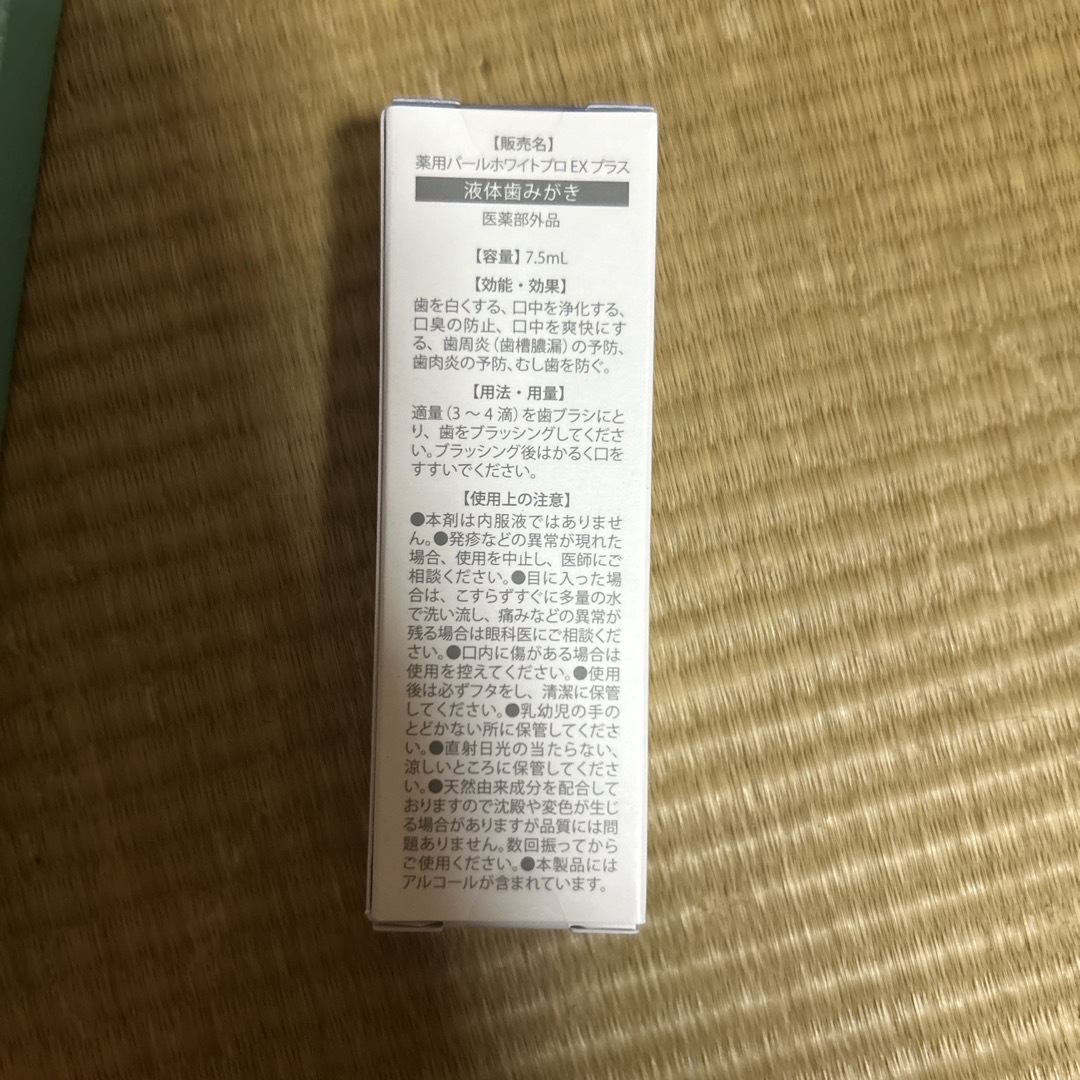 【販売名】
薬用パールホワイトプロ EX プラス
液体歯みがき
医薬部外品
【容量】7.5mL
【効能・効果】
歯を白くする、口中を浄化する、
口臭の防止、口中を爽快にす
る、歯周炎（歯槽膿漏）の予防、
歯肉炎の予防、むし歯を防ぐ。
【用法・用量】
適量（3 ～ 4 滴）を歯ブラシにと
り、歯をブラッシングしてくださ
い。ブラッシング後はかるく口を
すすいでください。
【使用上の注意】
●本剤は内服液ではありませ
ん。●発疹などの異常が現れた
場合、使用を中止し、医師にご
相談ください。●目に入った場
合は、こすらずすぐに多量の水
で洗い流し、痛みなどの異常が
残る場合は眼科医にご相談くだ
さい。●口内に傷がある場合は
使用を控えてください。●使用
後は必ずフタをし、清潔に保管
してください。●乳幼児の手の
とどかない所に保管してくださ
い。●直射日光の当たらない、
涼しいところに保管してくださ
い。●天然由来成分を配合して
おりますので沈殿や変色が生じ
る場合がありますが品質には問
題ありません。数回振ってから
ご使用ください。●本製品には
アルコールが含まれています。